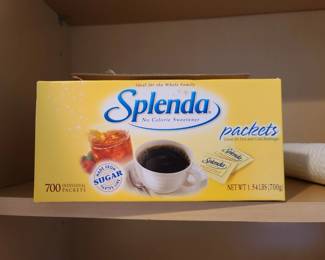 Ideal for the Whole Family
Splenda
No Calorie Sweetener
packets
MADE FROM
SUGAR
Splenda
700 INDIVIDUAL
PACKETS
NET WT 1.54 LBS (700g)